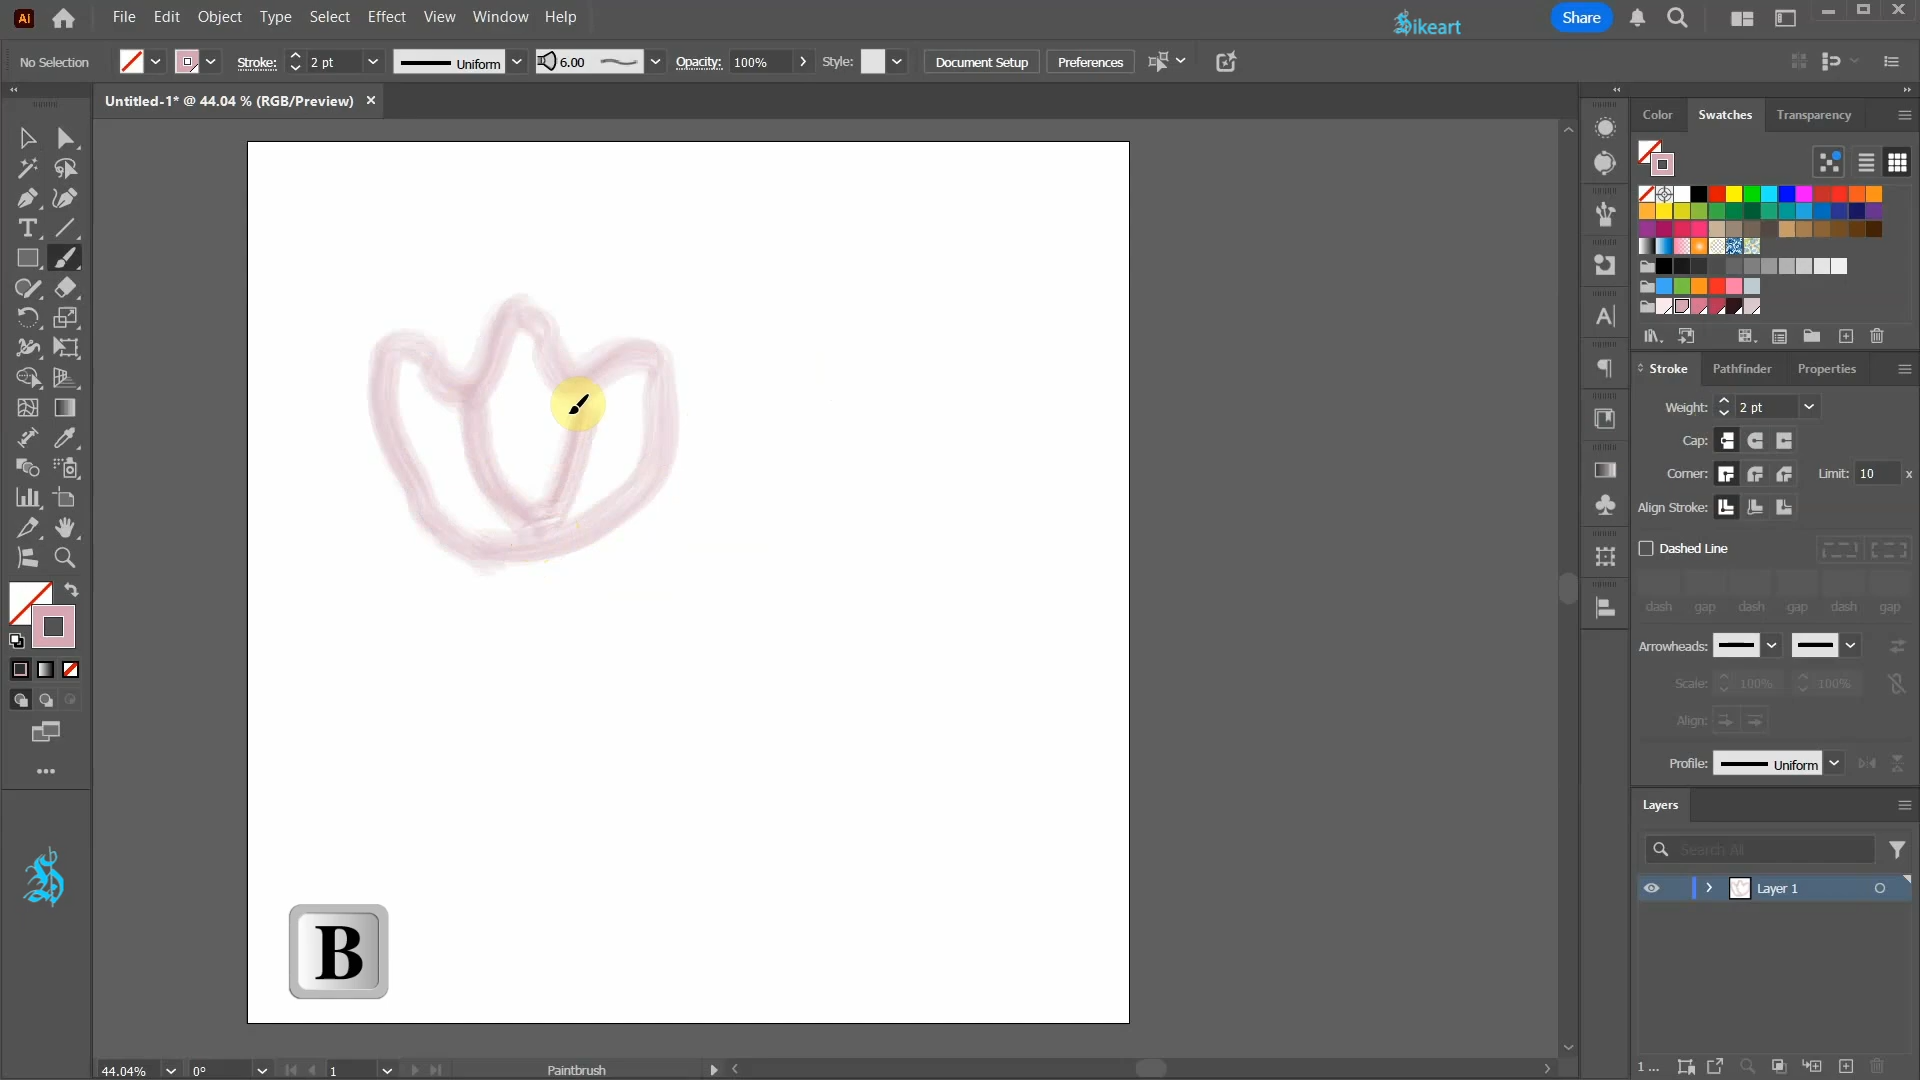 Ai File Edit Object Type Select Effect View Window Help
Sikeart
Share
No Selection
Stroke: 2 pt
Uniform
6.00
Opacity: 100%
Style:
Document Setup
Preferences
Untitled-1* @ 44.04 % (RGB/Preview)
Color Swatches Transparency
Stroke Pathfinder Properties
Weight: 2 pt
Cap:
Corner: Limit: 10 x
Align Stroke:
Dashed Line
dash gap dash gap dash gap
Arrowheads:
Scale: 100% 100%
Align:
Profile: Uniform
Layers
Search All
Layer 1
B
44.04% 0° 1 Paintbrush
1 ...